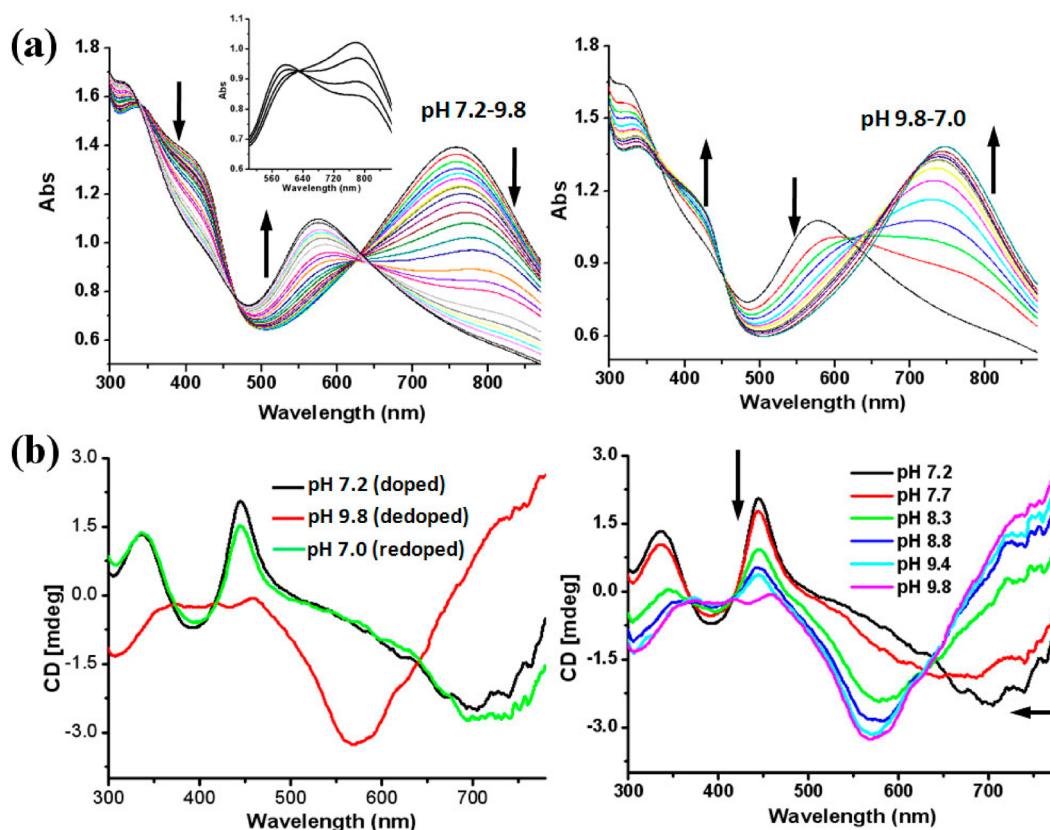 (a)
1.8
1.6
1.4
1.2
1.0
0.8
0.6
Abs
300 400 500 600 700 800
Wavelength (nm)
pH 7.2-9.8
1.1
1.0
0.9
0.8
0.7
0.6
Abs
560 640 720 800
Wavelength (nm)
1.8
1.5
1.2
0.9
0.6
Abs
300 400 500 600 700 800
Wavelength (nm)
pH 9.8-7.0
(b)
3.0
1.5
0.0
-1.5
-3.0
CD [mdeg]
300 400 500 600 700
Wavelength (nm)
pH 7.2 (doped)
pH 9.8 (dedoped)
pH 7.0 (redoped)
3.0
1.5
0.0
-1.5
-3.0
CD [mdeg]
300 400 500 600 700
Wavelength (nm)
pH 7.2
pH 7.7
pH 8.3
pH 8.8
pH 9.4
pH 9.8